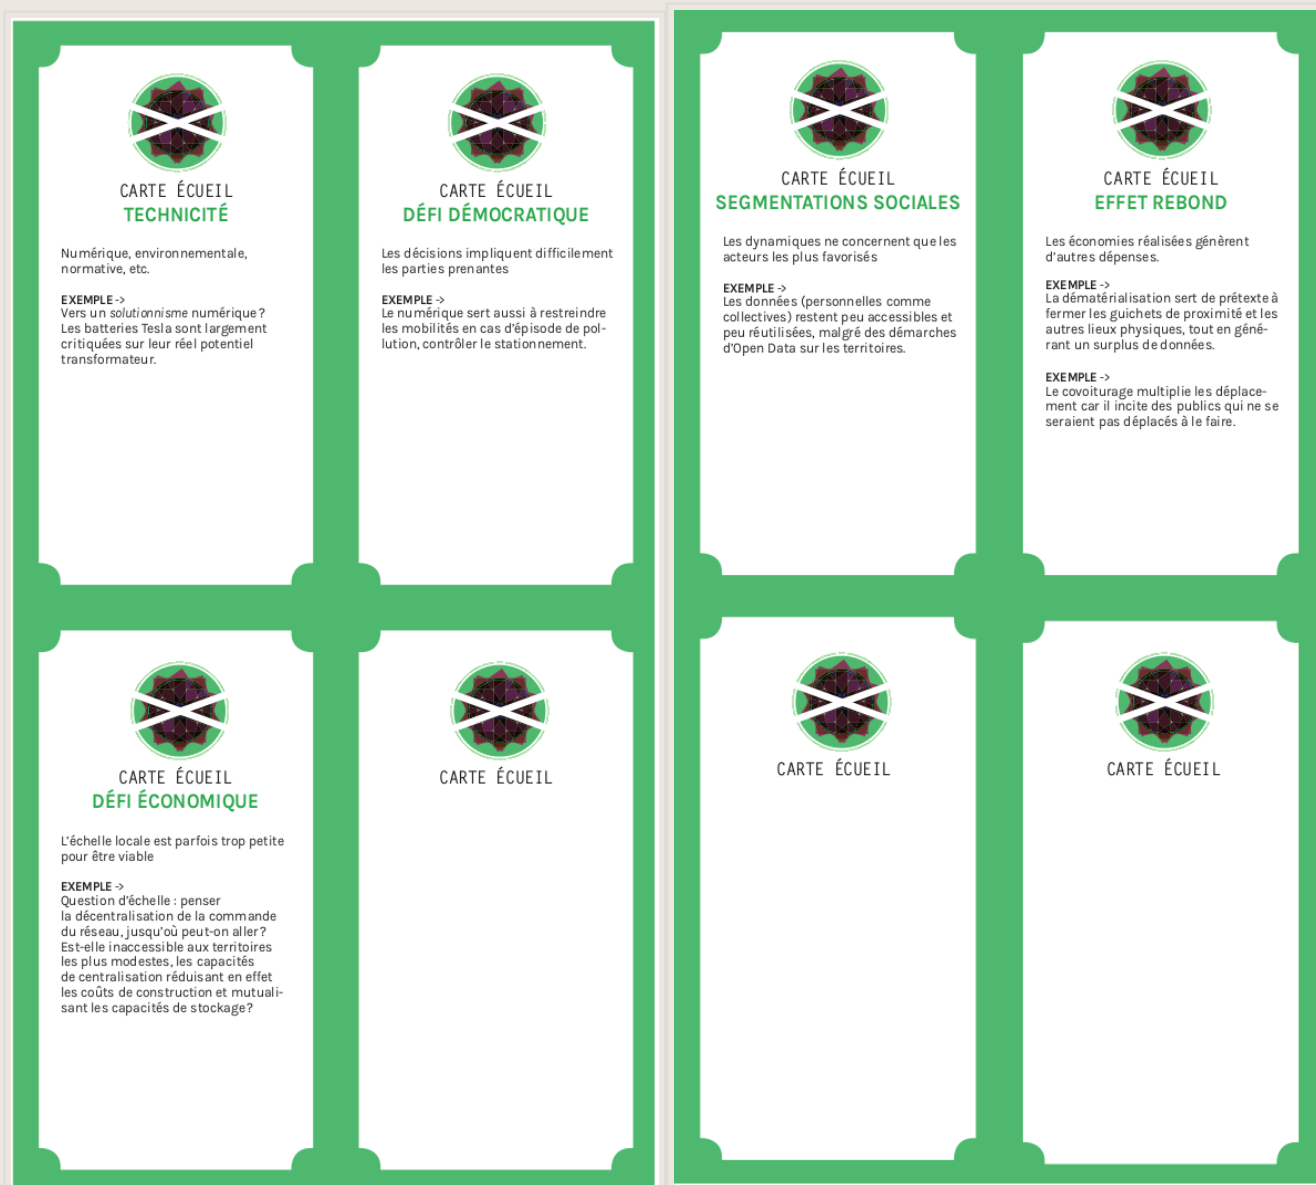 CARTE ÉCUEIL
TECHNICITÉ
Numérique, environnementale,
normative, etc.
EXEMPLE ->
Vers un solutionnisme numérique ?
Les batteries Tesla sont largement
critiquées sur leur réel potentiel
transformateur.
CARTE ÉCUEIL
DÉFI DÉMOCRATIQUE
Les décisions impliquent difficilement
les parties prenantes
EXEMPLE ->
Le numérique sert aussi à restreindre
les mobilités en cas d'épisode de pol-
lution, contrôler le stationnement.
CARTE ÉCUEIL
SEGMENTATIONS SOCIALES
Les dynamiques ne concernent que les
acteurs les plus favorisés
EXEMPLE ->
Les données (personnelles comme
collectives) restent peu accessibles et
peu réutilisées, malgré des démarches
d'Open Data sur les territoires.
CARTE ÉCUEIL
EFFET REBOND
Les économies réalisées génèrent
d'autres dépenses.
EXEMPLE ->
La dématérialisation sert de prétexte à
fermer les guichets de proximité et les
autres lieux physiques, tout en géné-
rant un surplus de données.
EXEMPLE ->
Le covoiturage multiplie les déplace-
ment car il incite des publics qui ne se
seraient pas déplacés à le faire.
CARTE ÉCUEIL
DÉFI ÉCONOMIQUE
L'échelle locale est parfois trop petite
pour être viable
EXEMPLE ->
Question d'échelle : penser
la décentralisation de la commande
du réseau, jusqu'où peut-on aller ?
Est-elle inaccessible aux territoires
les plus modestes, les capacités
de centralisation réduisant en effet
les coûts de construction et mutuali-
sant les capacités de stockage ?
CARTE ÉCUEIL
CARTE ÉCUEIL
CARTE ÉCUEIL